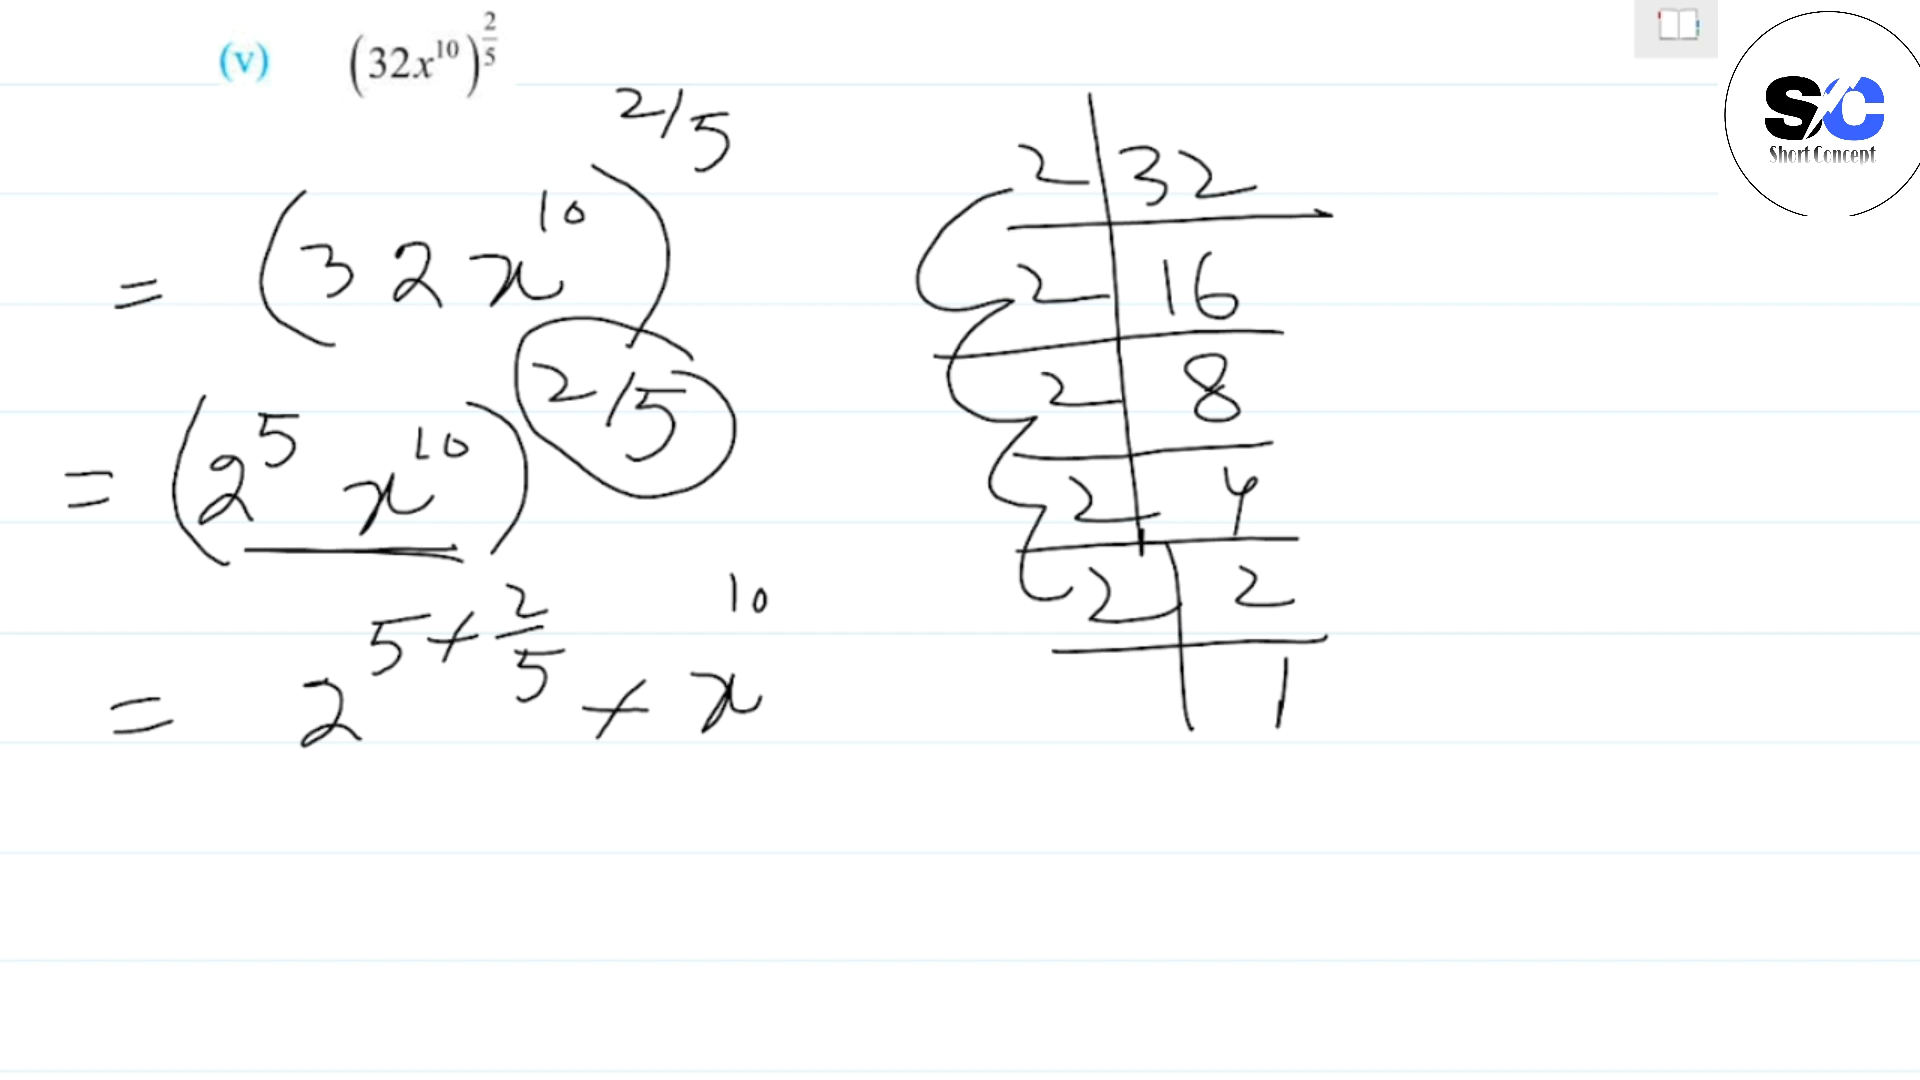 (v) (32x^10)^(2/5)
= (32x^10)^(2/5)
= (2^5 x^10)^(2/5)
= 2^(5×2/5) × x^10
2 | 32
2 | 16
2 | 8
2 | 4
2 | 2
1
SC
Short Concept